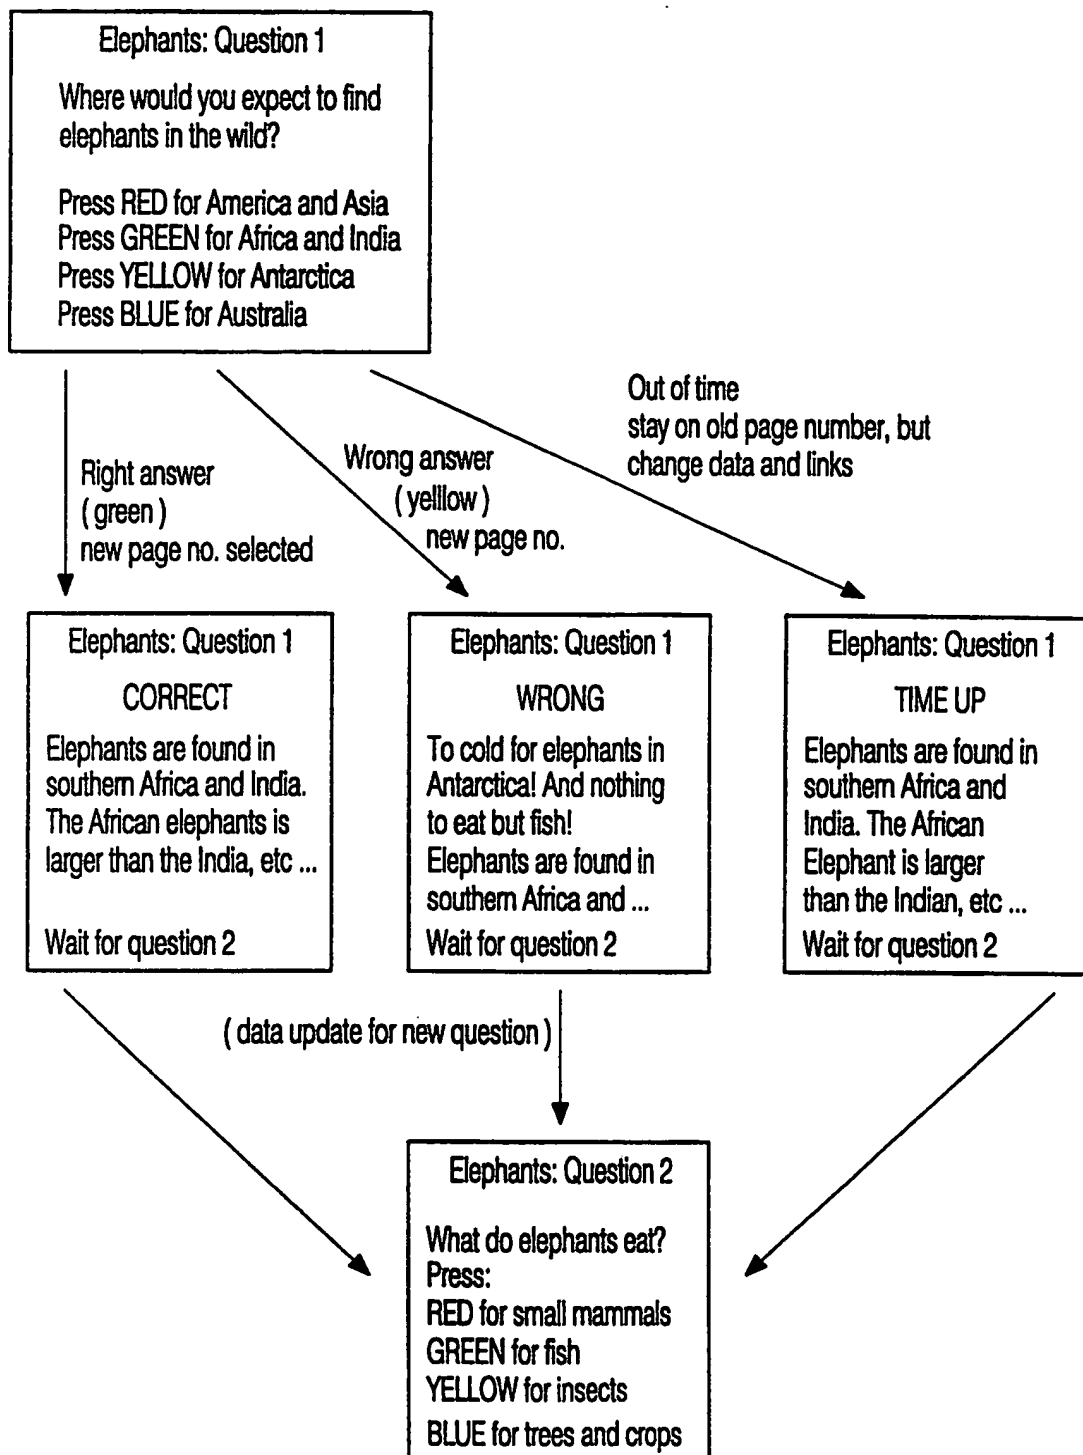 Elephants: Question 1
Where would you expect to find
elephants in the wild?
Press RED for America and Asia
Press GREEN for Africa and India
Press YELLOW for Antarctica
Press BLUE for Australia
Right answer
( green )
new page no. selected
Wrong answer
( yelllow )
new page no.
Out of time
stay on old page number, but
change data and links
Elephants: Question 1
CORRECT
Elephants are found in
southern Africa and India.
The African elephants is
larger than the India, etc ...
Wait for question 2
Elephants: Question 1
WRONG
To cold for elephants in
Antarctica! And nothing
to eat but fish!
Elephants are found in
southern Africa and ...
Wait for question 2
Elephants: Question 1
TIME UP
Elephants are found in
southern Africa and
India. The African
Elephant is larger
than the Indian, etc ...
Wait for question 2
( data update for new question )
Elephants: Question 2
What do elephants eat?
Press:
RED for small mammals
GREEN for fish
YELLOW for insects
BLUE for trees and crops